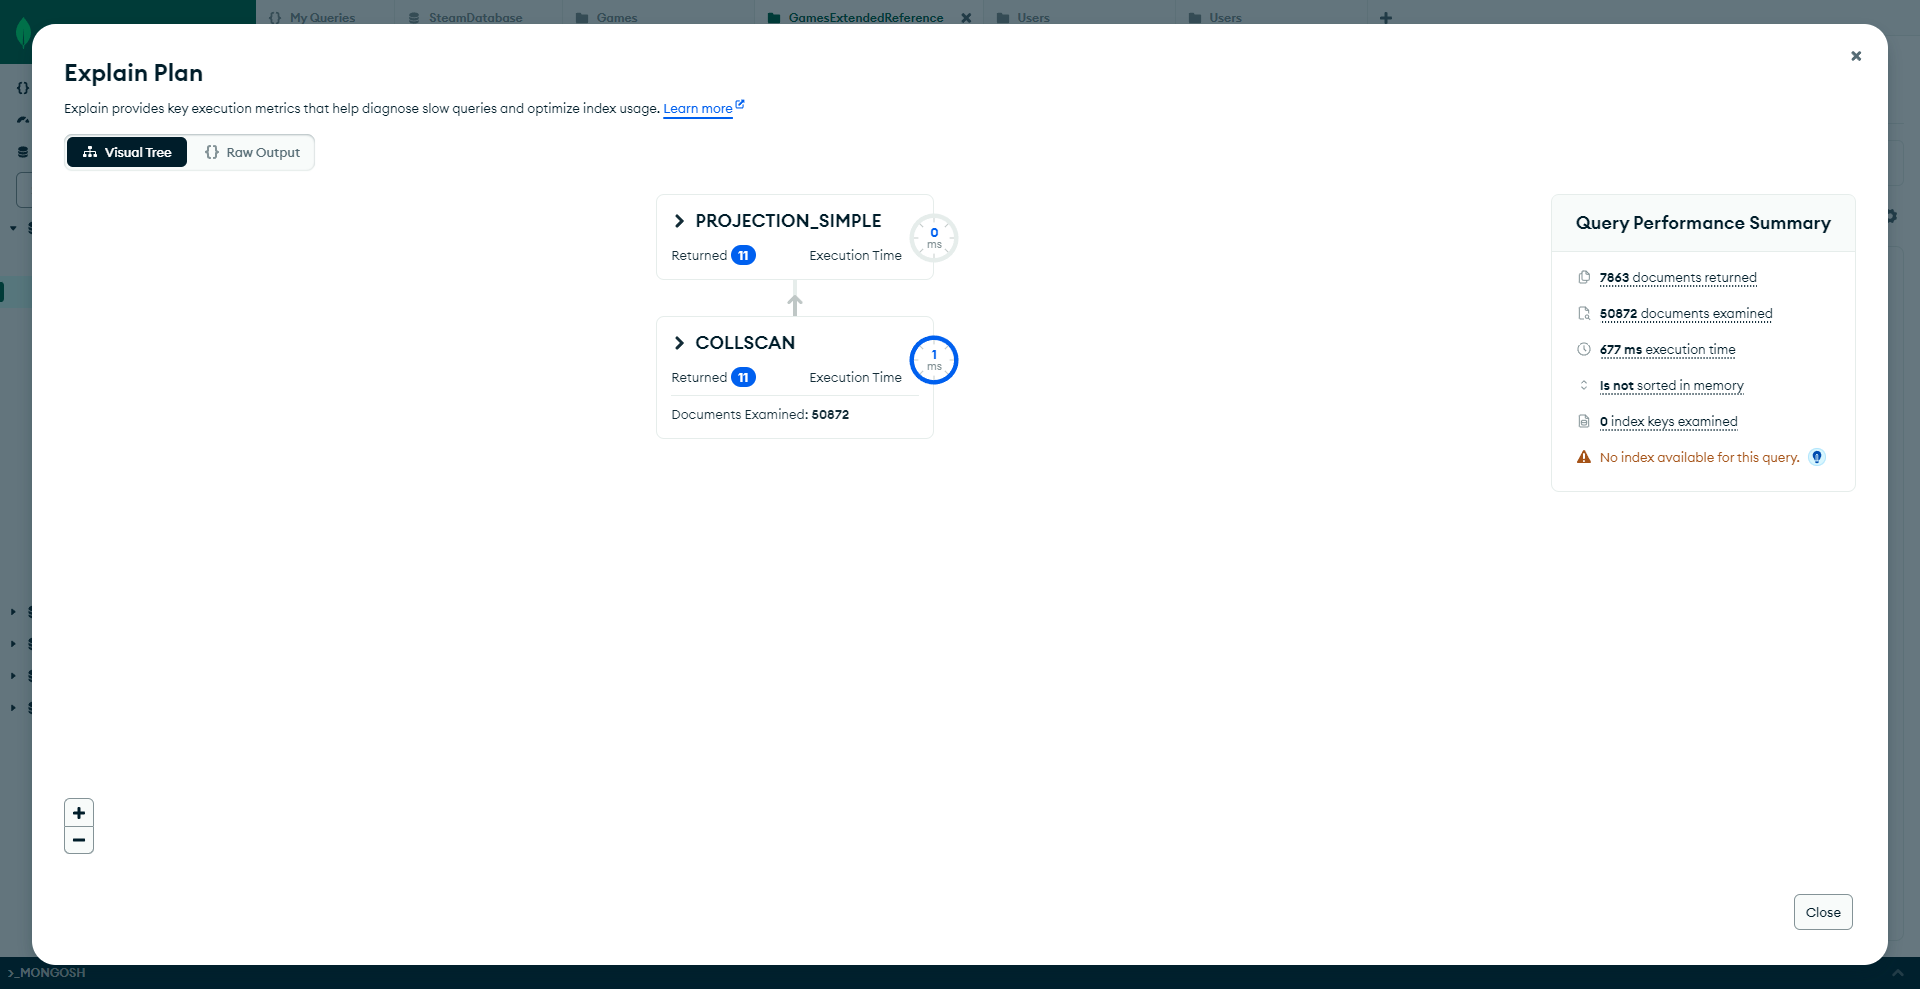 {} My Queries
SteamDatabase
Games
GamesExtendedReference
Users
Users
Explain Plan
Explain provides key execution metrics that help diagnose slow queries and optimize index usage. Learn more
Visual Tree
{} Raw Output
PROJECTION_SIMPLE
Returned 11 Execution Time
0
ms
COLLSCAN
Returned 11 Execution Time
1
ms
Documents Examined: 50872
Query Performance Summary
7863 documents returned
50872 documents examined
677 ms execution time
Is not sorted in memory
0 index keys examined
No index available for this query.
Close
>_MONGOSH